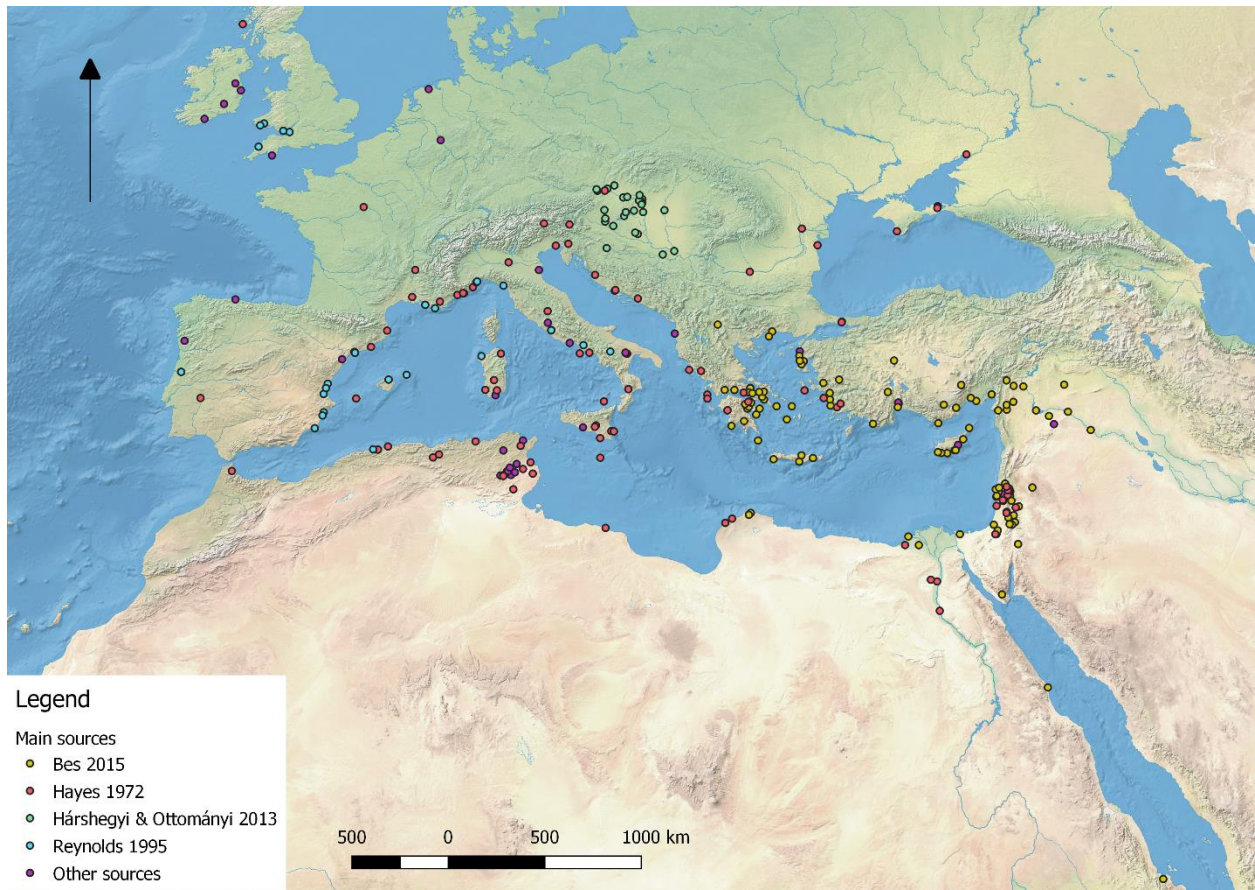 Legend
Main sources
Bes 2015
Hayes 1972
Hárshegyi & Ottományi 2013
Reynolds 1995
Other sources
500 0 500 1000 km